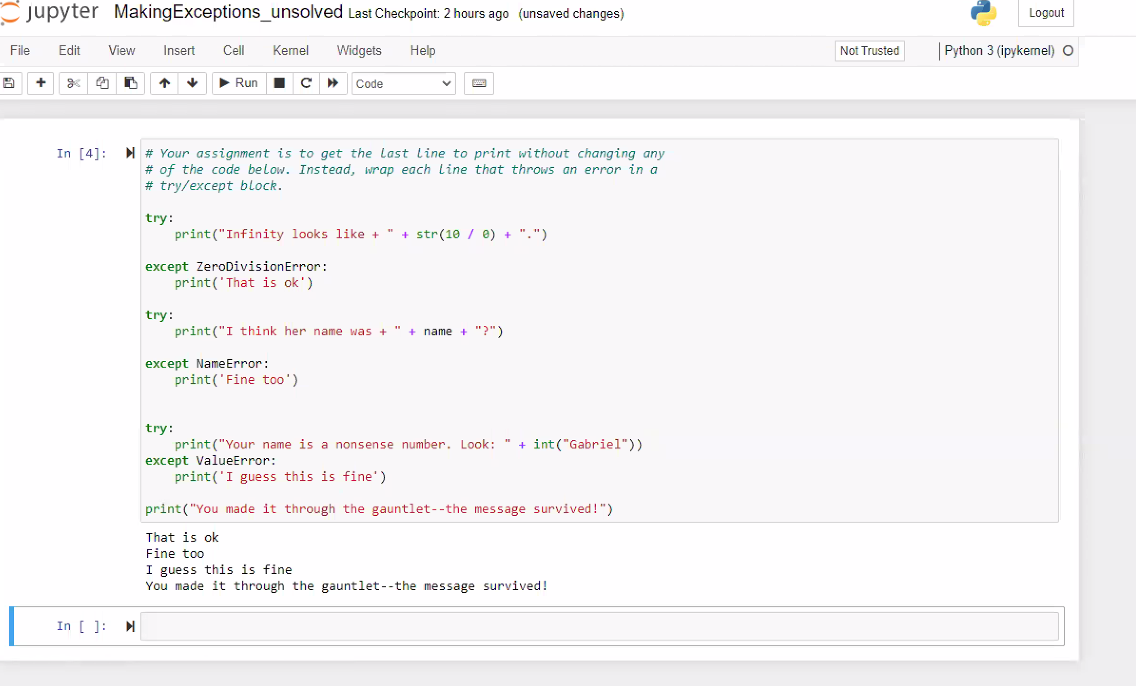 jupyter MakingExceptions_unsolved Last Checkpoint: 2 hours ago (unsaved changes) Logout
File Edit View Insert Cell Kernel Widgets Help Not Trusted Python 3 (ipykernel)
Run Code
In [4]: # Your assignment is to get the last line to print without changing any
# of the code below. Instead, wrap each line that throws an error in a
# try/except block.
try:
print("Infinity looks like + " + str(10 / 0) + ".")
except ZeroDivisionError:
print('That is ok')
try:
print("I think her name was + " + name + "?")
except NameError:
print('Fine too')
try:
print("Your name is a nonsense number. Look: " + int("Gabriel"))
except ValueError:
print('I guess this is fine')
print("You made it through the gauntlet--the message survived!")
That is ok
Fine too
I guess this is fine
You made it through the gauntlet--the message survived!
In [ ]: